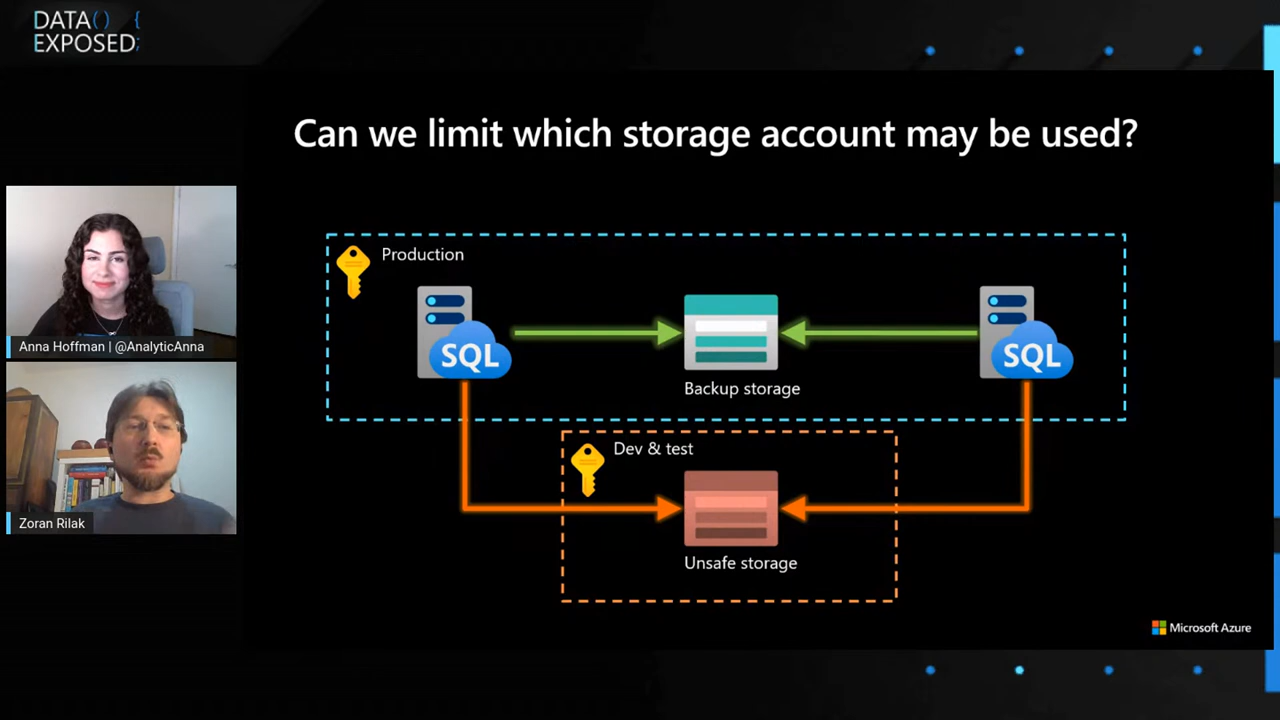 DATA() {
EXPOSED;
Can we limit which storage account may be used?
Production
SQL
SQL
Backup storage
Dev & test
Unsafe storage
Anna Hoffman | @AnalyticAnna
Zoran Rilak
Microsoft Azure